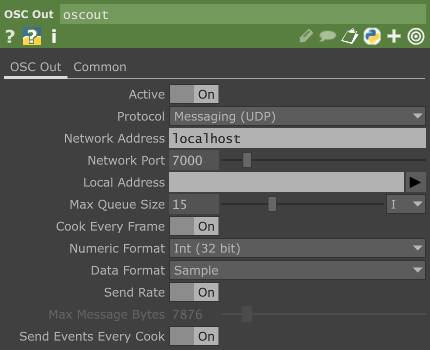 OSC Out oscout
? ? i
OSC Out Common
Active On
Protocol Messaging (UDP)
Network Address localhost
Network Port 7000
Local Address
Max Queue Size 15 I
Cook Every Frame On
Numeric Format Int (32 bit)
Data Format Sample
Send Rate On
Max Message Bytes 7876
Send Events Every Cook On